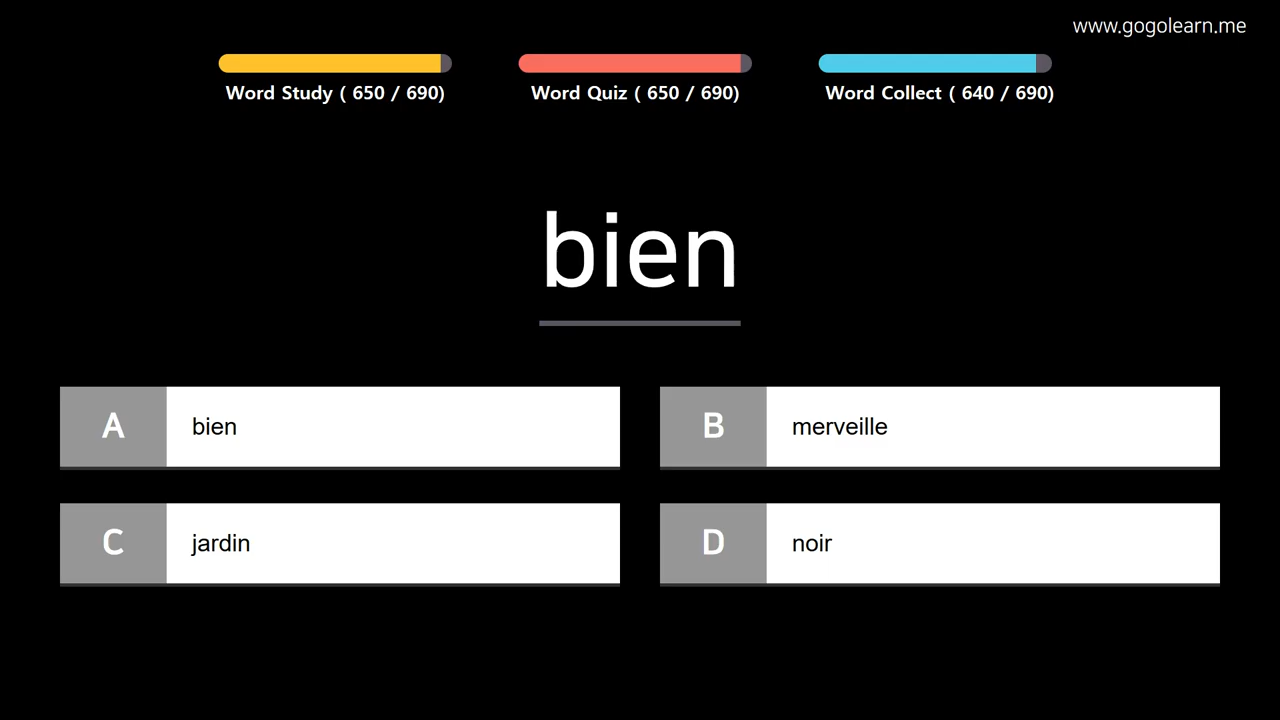 www.gogolearn.me
Word Study ( 650 / 690)
Word Quiz ( 650 / 690)
Word Collect ( 640 / 690)
bien
A bien
B merveille
C jardin
D noir